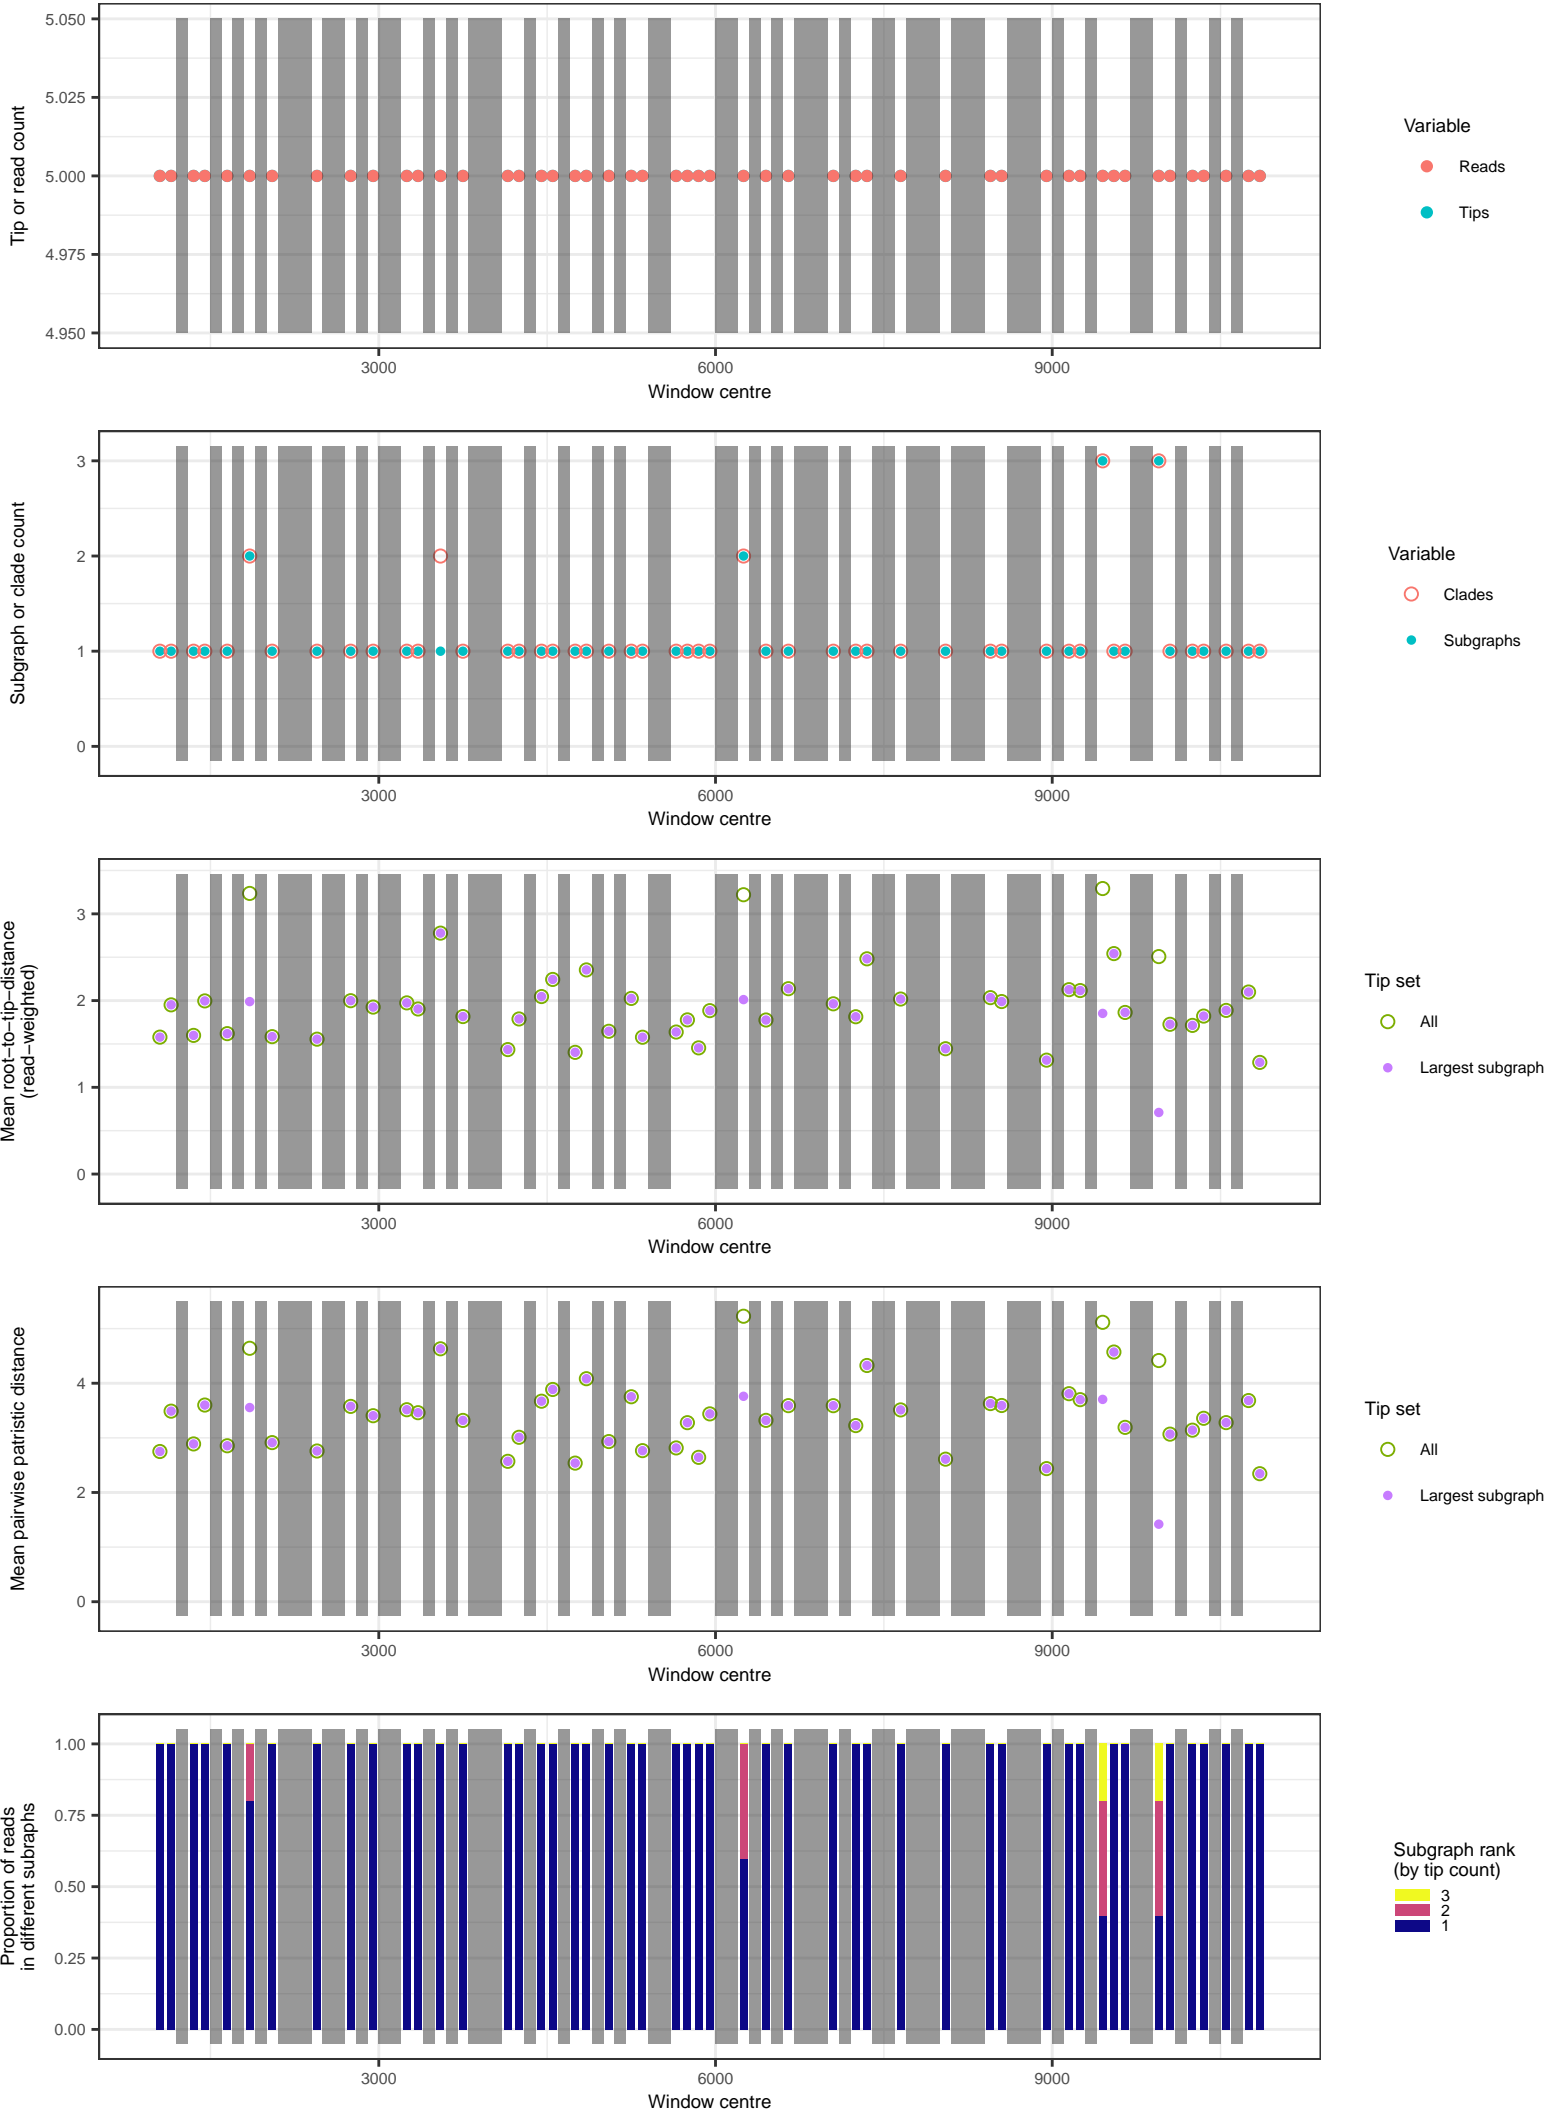 5.050
5.025
5.000
4.975
4.950
Tip or read count
3000
6000
9000
Window centre
Variable
Reads
Tips
3
2
1
0
Subgraph or clade count
3000
6000
9000
Window centre
Variable
Clades
Subgraphs
3
2
1
0
Mean root−to−tip−distance
(read−weighted)
3000
6000
9000
Window centre
Tip set
All
Largest subgraph
4
2
0
Mean pairwise patristic distance
3000
6000
9000
Window centre
Tip set
All
Largest subgraph
1.00
0.75
0.50
0.25
0.00
Proportion of reads
in different subraphs
3000
6000
9000
Window centre
Subgraph rank
(by tip count)
3
2
1